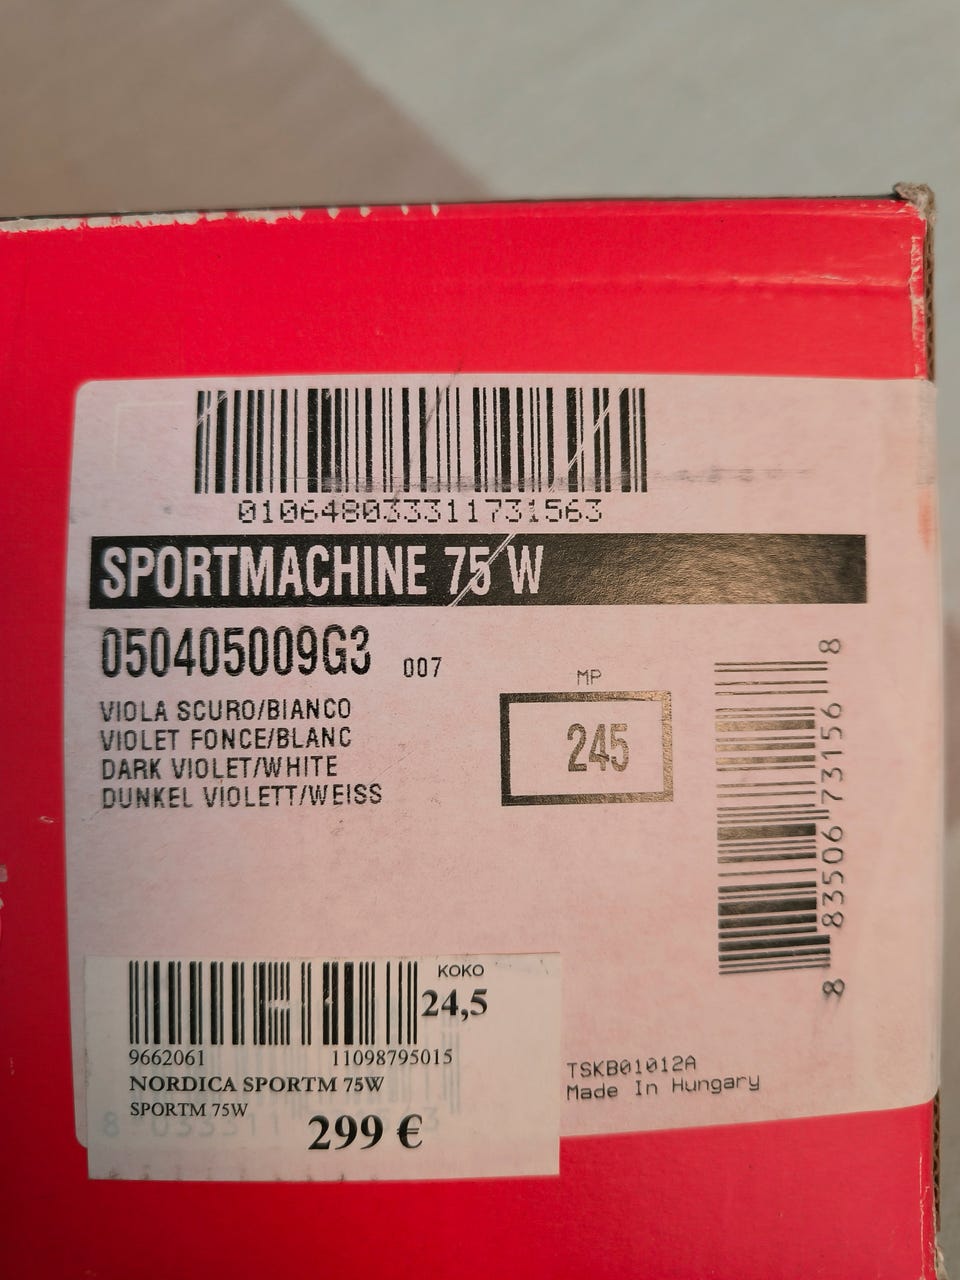 010648033311731563
SPORTMACHINE 75 W
050405009G3 007
VIOLA SCURO/BIANCO
VIOLET FONCE/BLANC
DARK VIOLET/WHITE
DUNKEL VIOLETT/WEISS
MP
245
8 83506 73156 8
KOKO
24,5
9662061 11098795015
NORDICA SPORTM 75W
SPORTM 75W
299 €
TSKB01012A
Made In Hungary